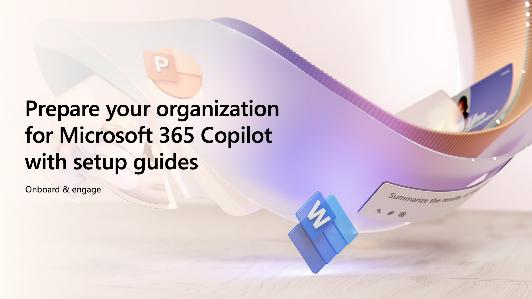 P
Prepare your organization
for Microsoft 365 Copilot
with setup guides
Onboard & engage
W
Summarize the